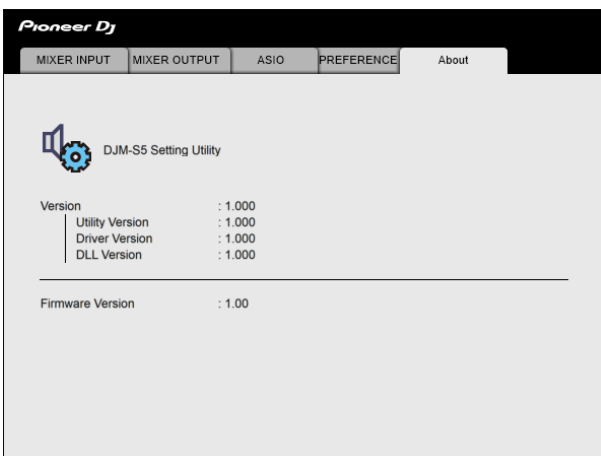 Pioneer Dj
MIXER INPUT MIXER OUTPUT ASIO PREFERENCE About
DJM-S5 Setting Utility
Version : 1.000
Utility Version : 1.000
Driver Version : 1.000
DLL Version : 1.000
Firmware Version : 1.00